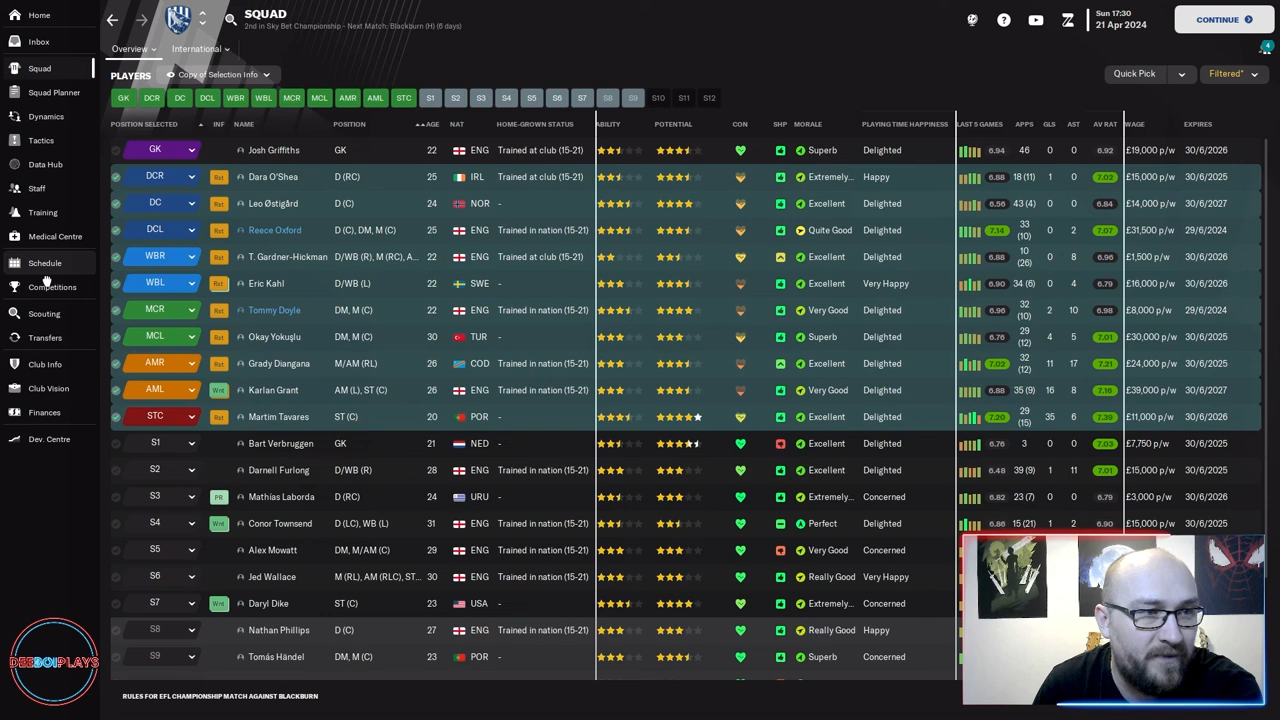 Home
SQUAD
2nd in Sky Bet Championship - Next Match: Blackburn (H) (6 days)
Sun 17:30
21 Apr 2024
CONTINUE
Inbox
Overview
International
4
Squad
PLAYERS
Copy of Selection Info
Quick Pick
Filtered*
Squad Planner
GK DCR DC DCL WBR WBL MCR MCL AMR AML STC S1 S2 S3 S4 S5 S6 S7 S8 S9 S10 S11 S12
Dynamics
POSITION SELECTED INF NAME POSITION AGE NAT HOME-GROWN STATUS ABILITY POTENTIAL CON SHP MORALE PLAYING TIME HAPPINESS LAST 5 GAMES APPS GLS AST AV RAT WAGE EXPIRES
Tactics
GK Josh Griffiths GK 22 ENG Trained at club (15-21) Superb Delighted 6.94 46 0 0 6.92 £19,000 p/w 30/6/2026
Data Hub
DCR Rst Dara O'Shea D (RC) 25 IRL Trained at club (15-21) Extremely... Happy 6.88 18 (11) 1 0 7.02 £15,000 p/w 30/6/2025
Staff
DC Rst Leo Østigård D (C) 24 NOR - Excellent Delighted 6.56 43 (4) 0 0 6.84 £14,000 p/w 30/6/2027
Training
DCL Rst Reece Oxford D (C), DM, M (C) 25 ENG Trained in nation (15-21) Quite Good Delighted 7.14 33 (10) 0 2 7.07 £31,500 p/w 29/6/2024
Medical Centre
WBR Rst T. Gardner-Hickman D/WB (R), M (RC), A... 22 ENG Trained at club (15-21) Excellent Delighted 6.88 10 (26) 0 8 6.96 £1,500 p/w 30/6/2026
Schedule
WBL Rst Eric Kahl D/WB (L) 22 SWE - Excellent Very Happy 6.90 34 (6) 0 4 6.79 £16,000 p/w 30/6/2026
Competitions
MCR Rst Tommy Doyle DM, M (C) 22 ENG Trained in nation (15-21) Very Good Delighted 6.96 32 (10) 2 10 6.98 £8,000 p/w 29/6/2024
Scouting
MCL Rst Okay Yokuşlu DM, M (C) 30 TUR - Superb Delighted 6.76 29 (12) 4 5 7.01 £30,000 p/w 30/6/2025
Transfers
AMR Rst Grady Diangana M/AM (RL) 26 COD Trained in nation (15-21) Excellent Delighted 7.02 32 (12) 11 17 7.21 £24,000 p/w 30/6/2025
Club Info
AML Wnt Karlan Grant AM (L), ST (C) 26 ENG Trained in nation (15-21) Very Good Delighted 6.88 35 (9) 16 8 7.16 £39,000 p/w 30/6/2027
Club Vision
STC Rst Martim Tavares ST (C) 20 POR - Excellent Delighted 7.20 29 (15) 35 6 7.39 £11,000 p/w 30/6/2026
Finances
S1 Bart Verbruggen GK 21 NED - Excellent Delighted 6.76 3 0 0 7.03 £7,750 p/w 30/6/2025
Dev. Centre
S2 Darnell Furlong D/WB (R) 28 ENG Trained in nation (15-21) Excellent Delighted 6.48 39 (9) 1 11 7.01 £15,000 p/w 30/6/2025
S3 PR Mathías Laborda D (RC) 24 URU - Extremely... Concerned 6.82 23 (7) 0 0 6.79 £3,000 p/w 30/6/2026
S4 Wnt Conor Townsend D (LC), WB (L) 31 ENG Trained in nation (15-21) Perfect Delighted 6.86 15 (21) 1 2 6.90 £15,000 p/w 30/6/2025
S5 Alex Mowatt DM, M/AM (C) 29 ENG Trained in nation (15-21) Very Good Concerned
S6 Jed Wallace M (RL), AM (RLC), ST... 30 ENG Trained in nation (15-21) Really Good Very Happy
S7 Wnt Daryl Dike ST (C) 23 USA - Extremely... Concerned
S8 Nathan Phillips D (C) 27 ENG Trained in nation (15-21) Really Good Happy
S9 Tomás Händel DM, M (C) 23 POR - Superb Concerned
DEEBOIPLAYS
RULES FOR EFL CHAMPIONSHIP MATCH AGAINST BLACKBURN